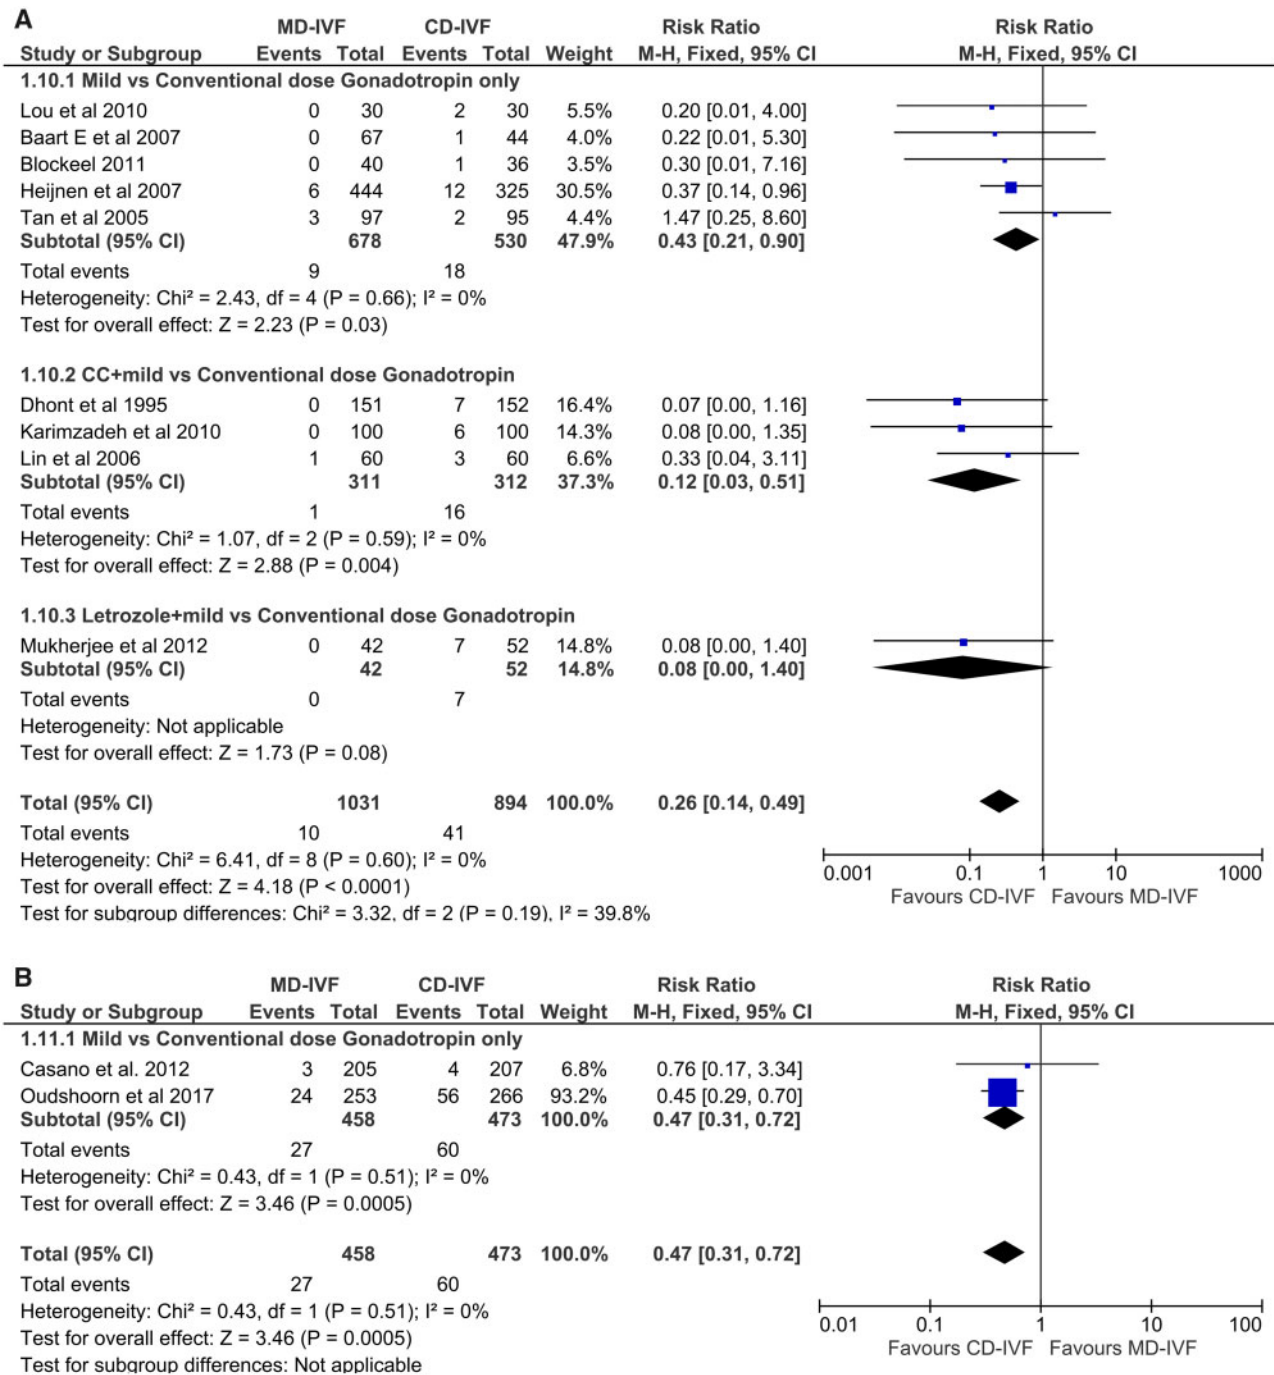 A
MD-IVF CD-IVF Risk Ratio Risk Ratio
Study or Subgroup Events Total Events Total Weight M-H, Fixed, 95% CI M-H, Fixed, 95% CI
1.10.1 Mild vs Conventional dose Gonadotropin only
Lou et al 2010 0 30 2 30 5.5% 0.20 [0.01, 4.00]
Baart E et al 2007 0 67 1 44 4.0% 0.22 [0.01, 5.30]
Blockeel 2011 0 40 1 36 3.5% 0.30 [0.01, 7.16]
Heijnen et al 2007 6 444 12 325 30.5% 0.37 [0.14, 0.96]
Tan et al 2005 3 97 2 95 4.4% 1.47 [0.25, 8.60]
Subtotal (95% CI) 678 530 47.9% 0.43 [0.21, 0.90]
Total events 9 18
Heterogeneity: Chi² = 2.43, df = 4 (P = 0.66); I² = 0%
Test for overall effect: Z = 2.23 (P = 0.03)
1.10.2 CC+mild vs Conventional dose Gonadotropin
Dhont et al 1995 0 151 7 152 16.4% 0.07 [0.00, 1.16]
Karimzadeh et al 2010 0 100 6 100 14.3% 0.08 [0.00, 1.35]
Lin et al 2006 1 60 3 60 6.6% 0.33 [0.04, 3.11]
Subtotal (95% CI) 311 312 37.3% 0.12 [0.03, 0.51]
Total events 1 16
Heterogeneity: Chi² = 1.07, df = 2 (P = 0.59); I² = 0%
Test for overall effect: Z = 2.88 (P = 0.004)
1.10.3 Letrozole+mild vs Conventional dose Gonadotropin
Mukherjee et al 2012 0 42 7 52 14.8% 0.08 [0.00, 1.40]
Subtotal (95% CI) 42 52 14.8% 0.08 [0.00, 1.40]
Total events 0 7
Heterogeneity: Not applicable
Test for overall effect: Z = 1.73 (P = 0.08)
Total (95% CI) 1031 894 100.0% 0.26 [0.14, 0.49]
Total events 10 41
Heterogeneity: Chi² = 6.41, df = 8 (P = 0.60); I² = 0%
Test for overall effect: Z = 4.18 (P < 0.0001)
Test for subgroup differences: Chi² = 3.32, df = 2 (P = 0.19), I² = 39.8%
0.001 0.1 1 10 1000
Favours CD-IVF Favours MD-IVF
B
MD-IVF CD-IVF Risk Ratio Risk Ratio
Study or Subgroup Events Total Events Total Weight M-H, Fixed, 95% CI M-H, Fixed, 95% CI
1.11.1 Mild vs Conventional dose Gonadotropin only
Casano et al. 2012 3 205 4 207 6.8% 0.76 [0.17, 3.34]
Oudshoorn et al 2017 24 253 56 266 93.2% 0.45 [0.29, 0.70]
Subtotal (95% CI) 458 473 100.0% 0.47 [0.31, 0.72]
Total events 27 60
Heterogeneity: Chi² = 0.43, df = 1 (P = 0.51); I² = 0%
Test for overall effect: Z = 3.46 (P = 0.0005)
Total (95% CI) 458 473 100.0% 0.47 [0.31, 0.72]
Total events 27 60
Heterogeneity: Chi² = 0.43, df = 1 (P = 0.51); I² = 0%
Test for overall effect: Z = 3.46 (P = 0.0005)
Test for subgroup differences: Not applicable
0.01 0.1 1 10 100
Favours CD-IVF Favours MD-IVF